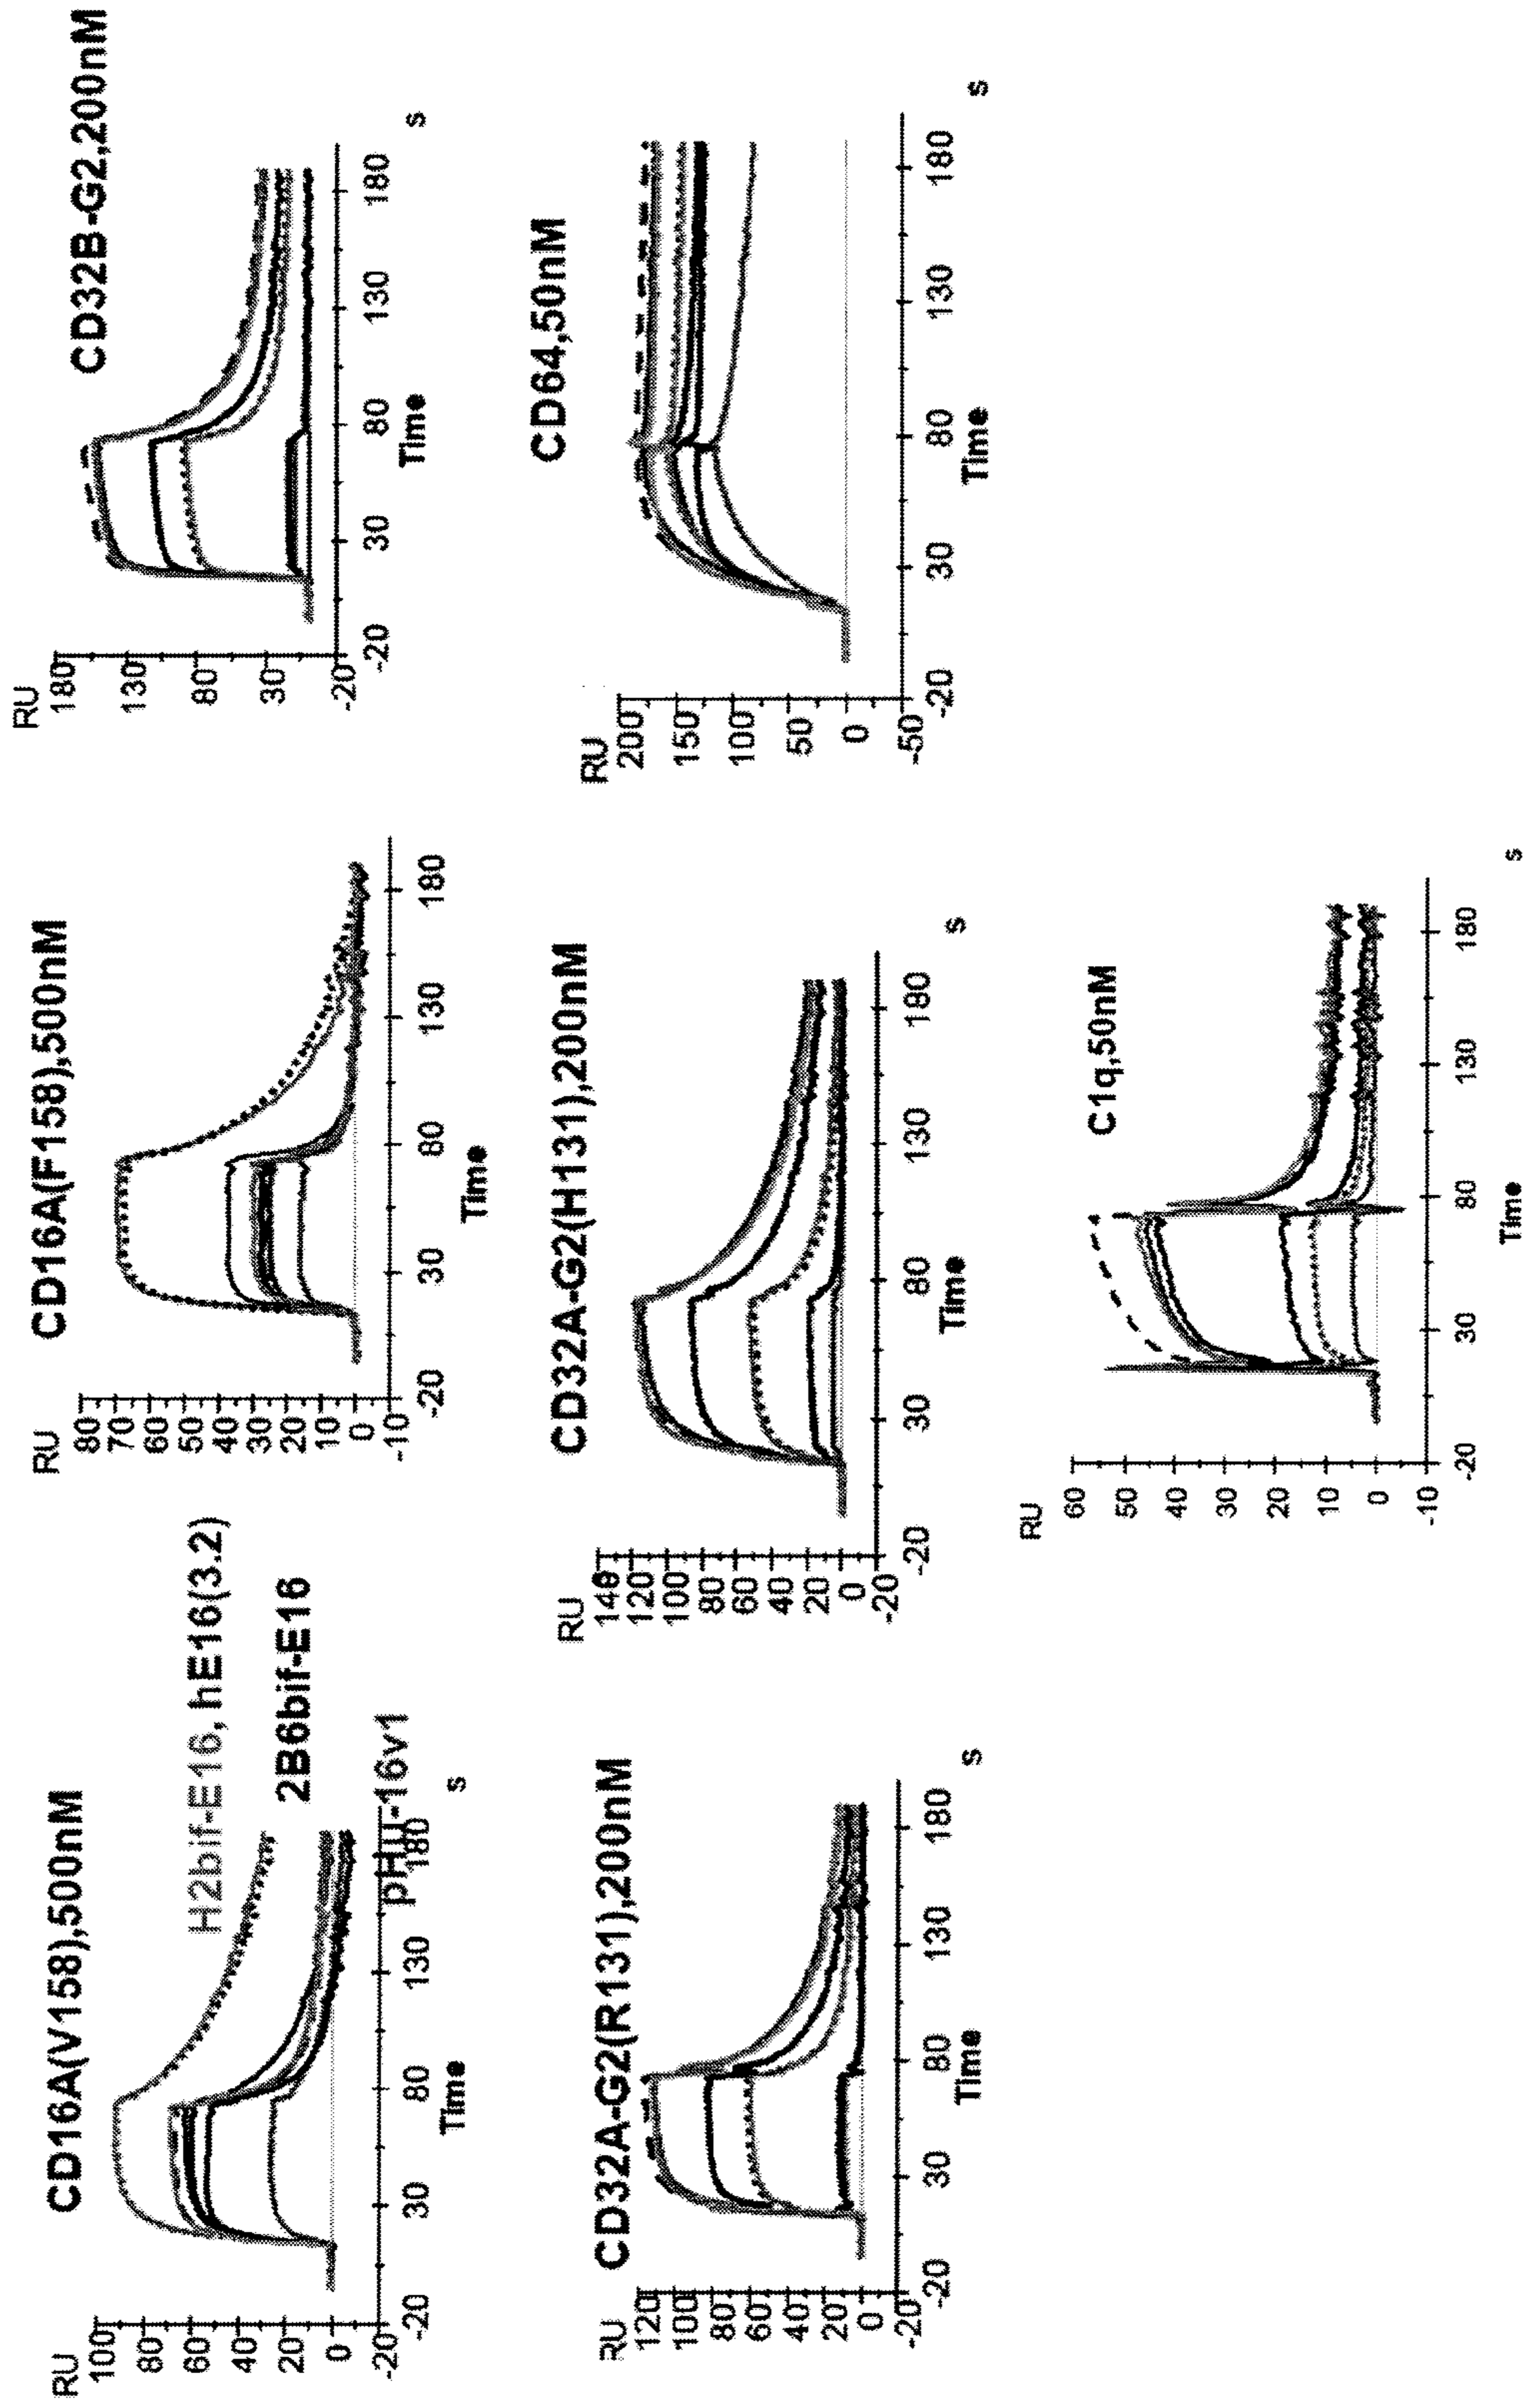 CD16A(V158),500nM
RU
100
80
60
40
20
0
-20
-20
30
80
130
180
Time
s
H2bif-E16, hE16(3.2)
2B6bif-E16
pHu-16v1
CD16A(F158),500nM
RU
80
70
60
50
40
30
20
10
0
-10
-20
30
80
130
180
Time
s
CD32B-G2,200nM
RU
180
130
80
30
-20
-20
30
80
130
180
Time
s
CD32A-G2(R131),200nM
RU
120
100
80
60
40
20
0
-20
-20
30
80
130
180
Time
s
CD32A-G2(H131),200nM
RU
120
100
80
60
40
20
0
-20
-20
30
80
130
180
Time
s
CD64,50nM
RU
200
150
100
50
0
-50
-20
30
80
130
180
Time
s
C1q,50nM
RU
60
50
40
30
20
10
0
-10
-20
30
80
130
180
Time
s